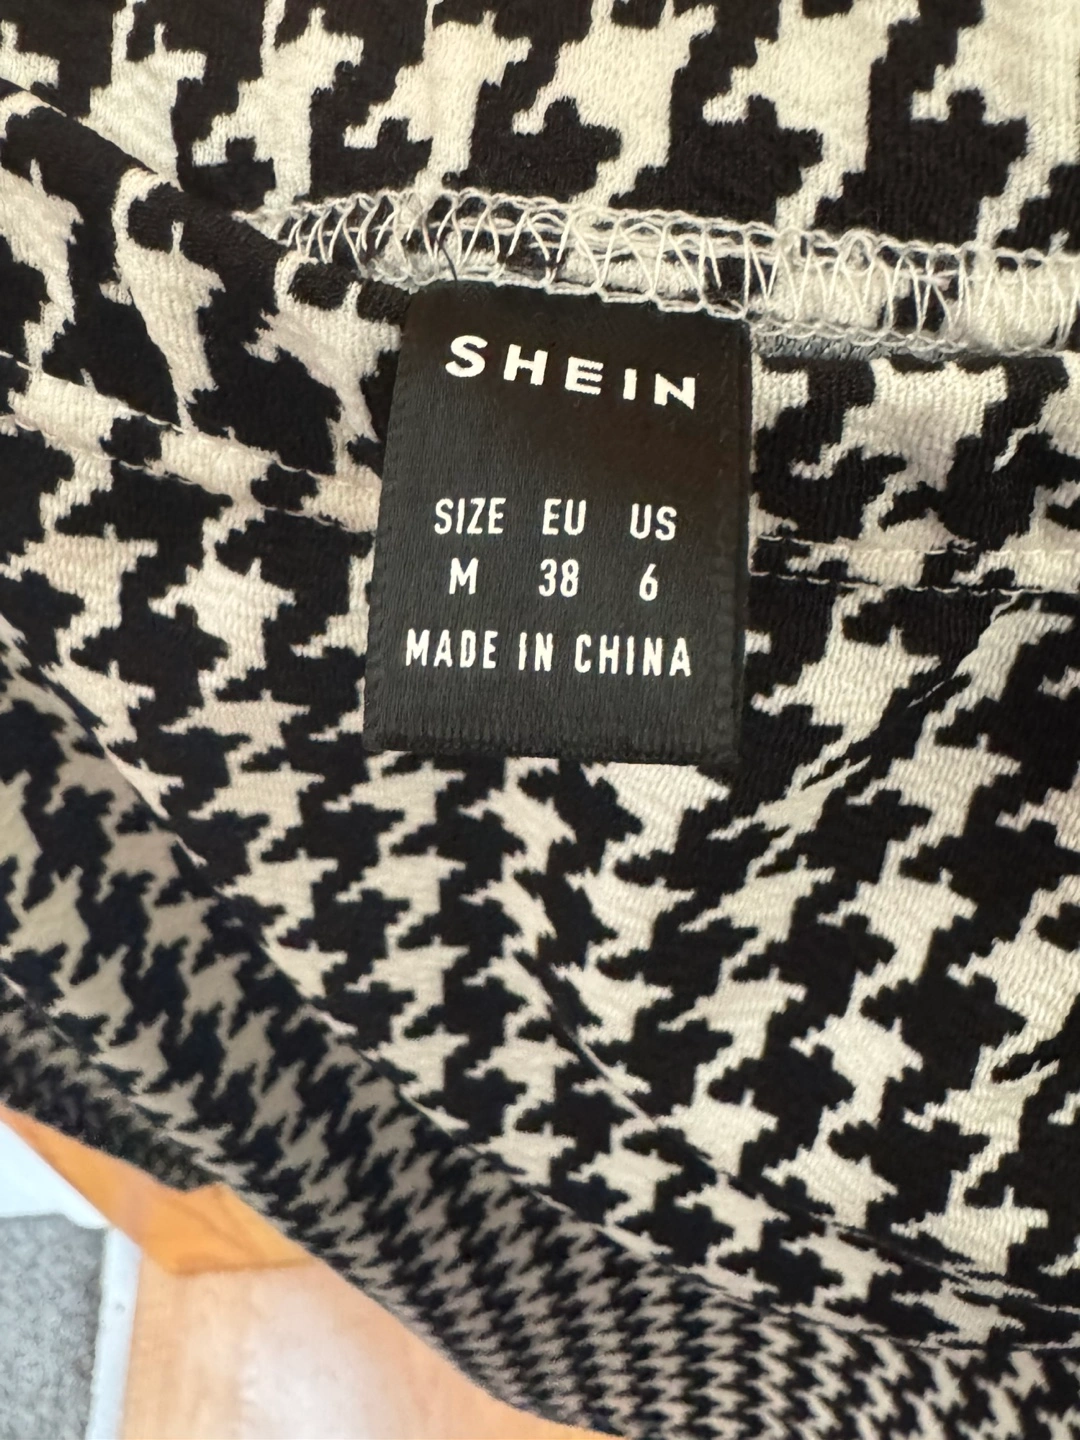 SHEIN
SIZE EU US
M 38 6
MADE IN CHINA